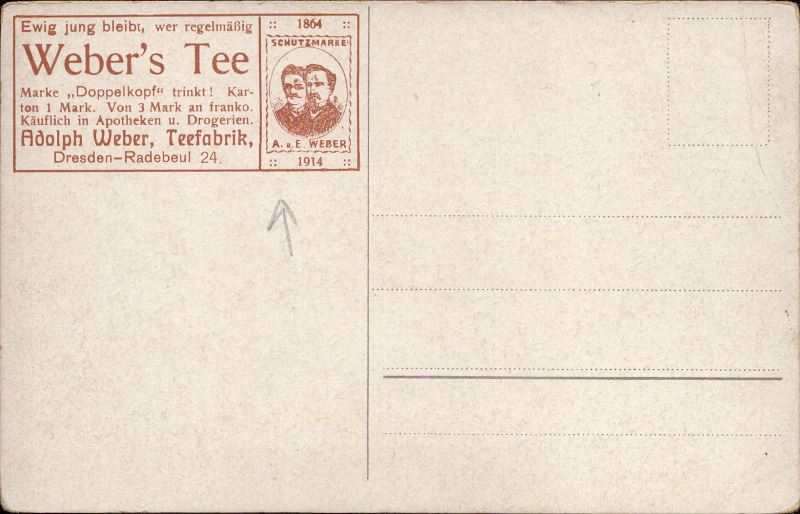 Ewig jung bleibt, wer regelmäßig
Weber's Tee
Marke „Doppelkopf“ trinkt! Kar-
ton 1 Mark. Von 3 Mark an franko.
Käuflich in Apotheken u. Drogerien.
Adolph Weber, Teefabrik,
Dresden-Radebeul 24.
:: 1864 ::
SCHUTZMARKE
A. u. E. WEBER
:: 1914 ::